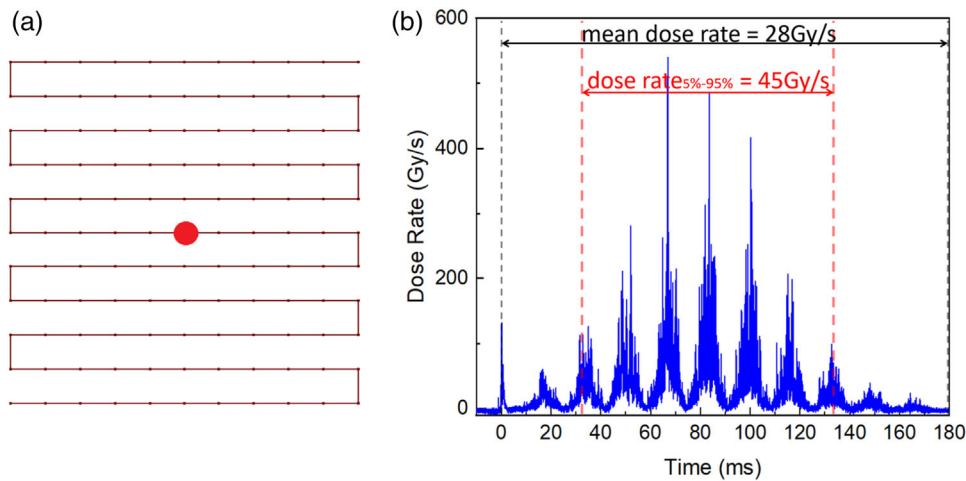 (a)
(b)
600
400
200
0
Dose Rate (Gy/s)
mean dose rate = 28Gy/s
dose rate5%-95% = 45Gy/s
0 20 40 60 80 100 120 140 160 180
Time (ms)